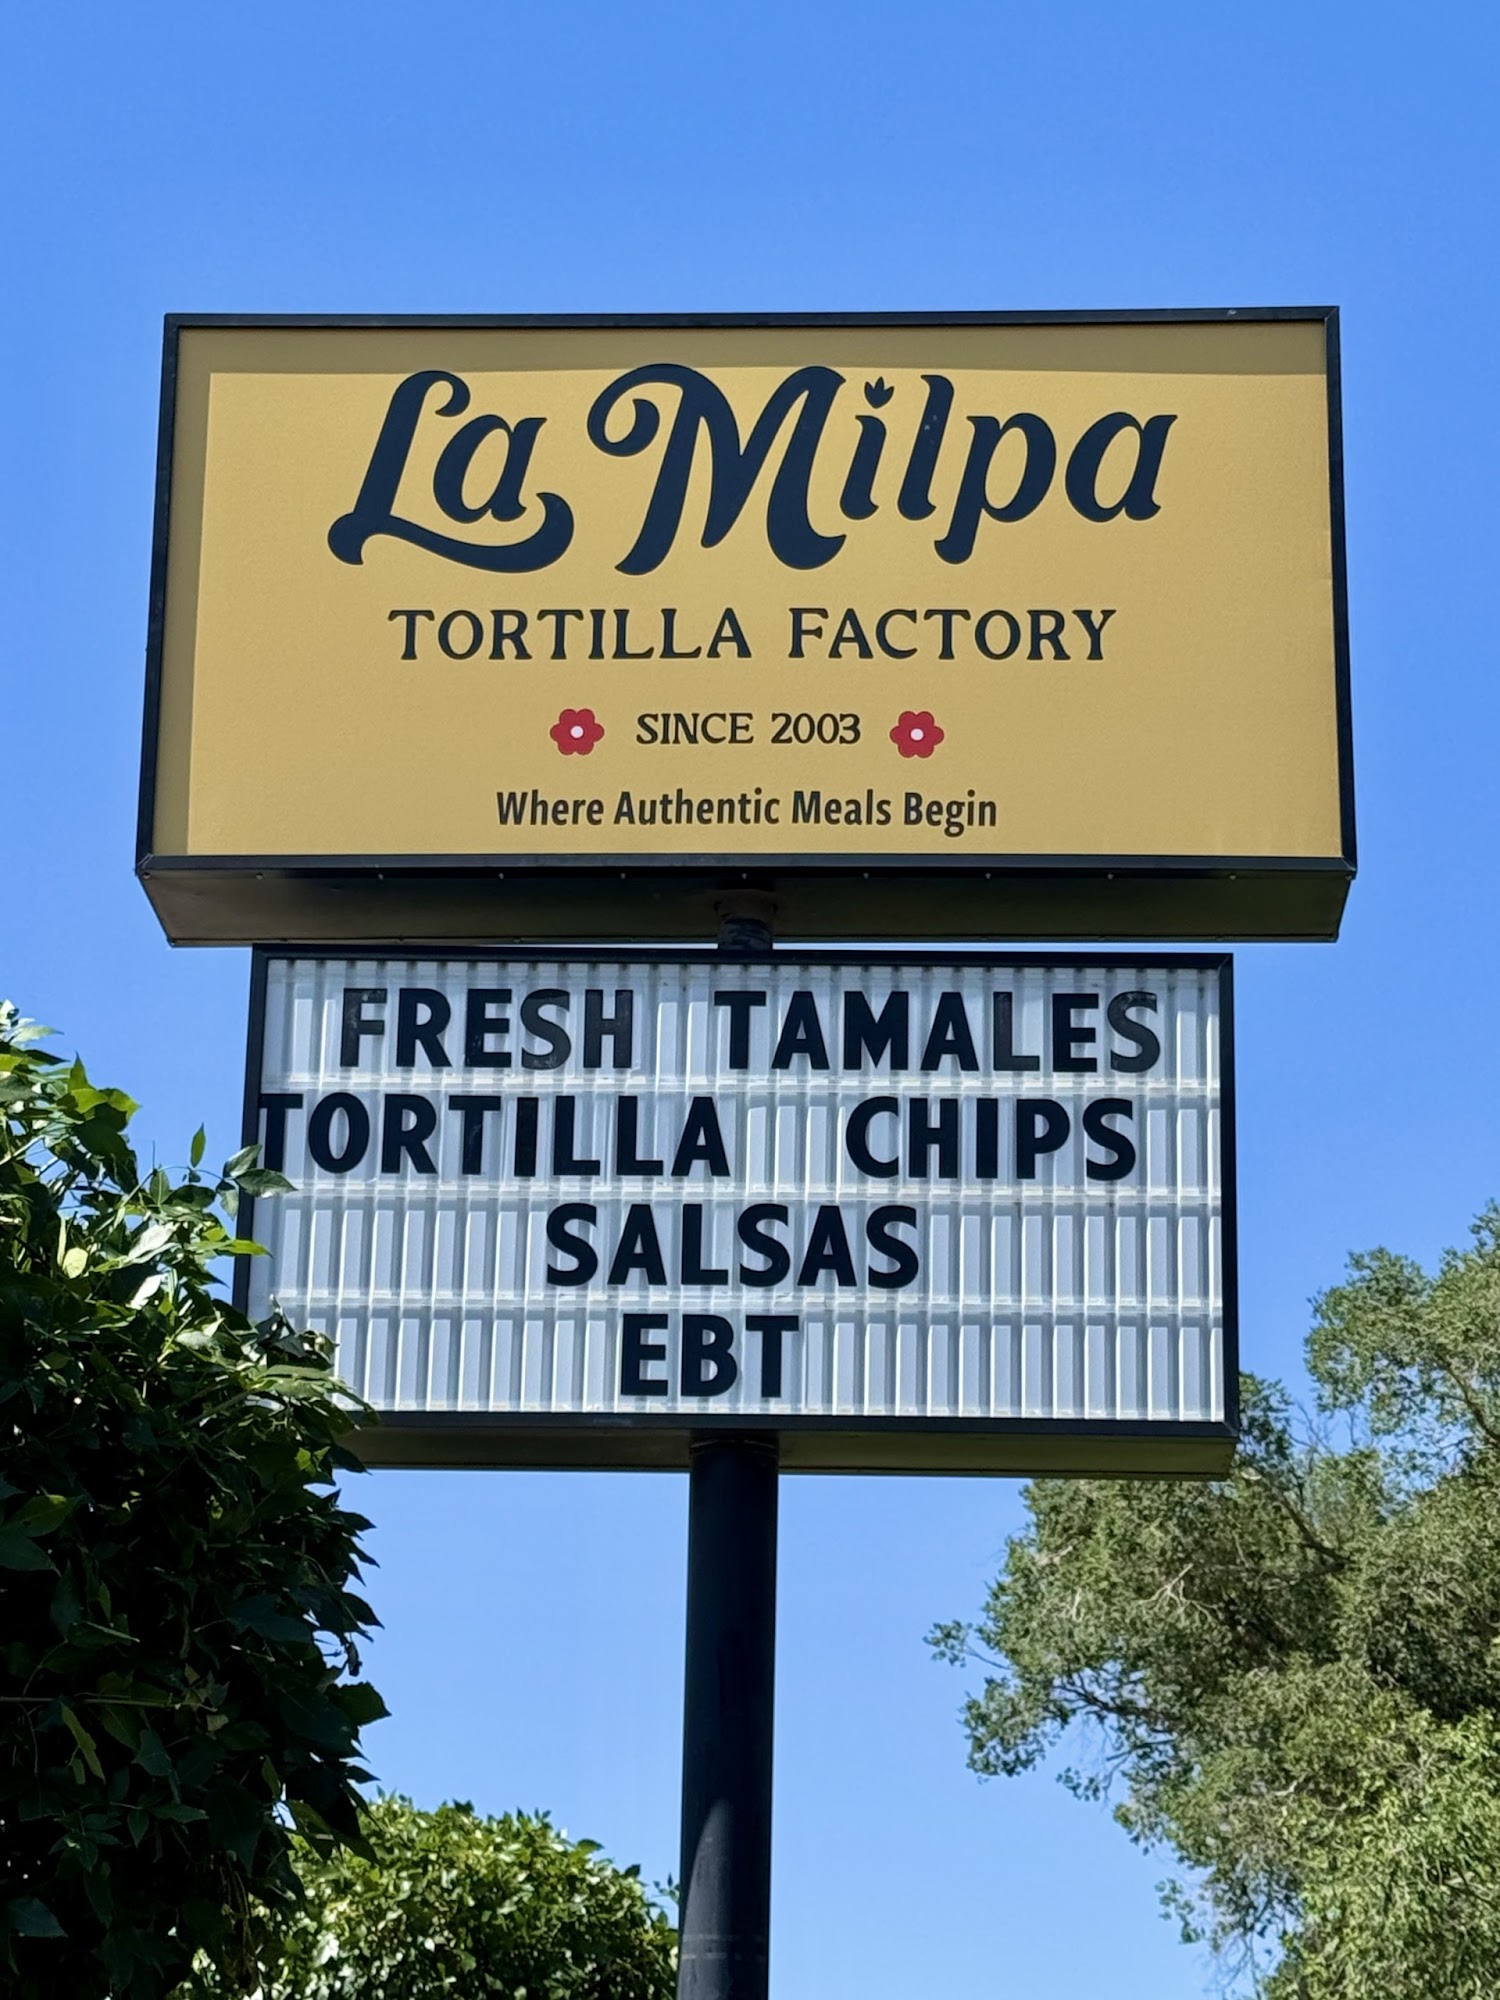 La Milpa
TORTILLA FACTORY
SINCE 2003
Where Authentic Meals Begin
FRESH TAMALES
TORTILLA CHIPS
SALSAS
EBT